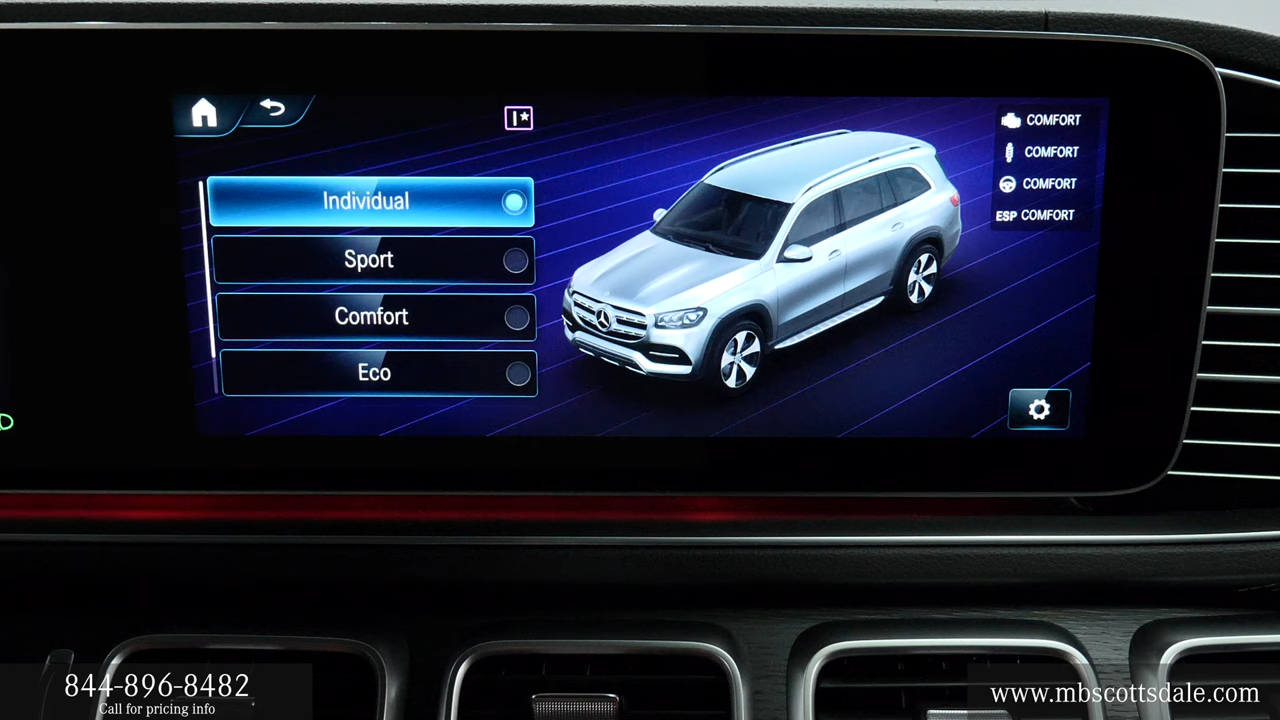 Individual
Sport
Comfort
Eco
COMFORT
COMFORT
COMFORT
ESP COMFORT
844-896-8482
Call for pricing info
www.mbscottsdale.com